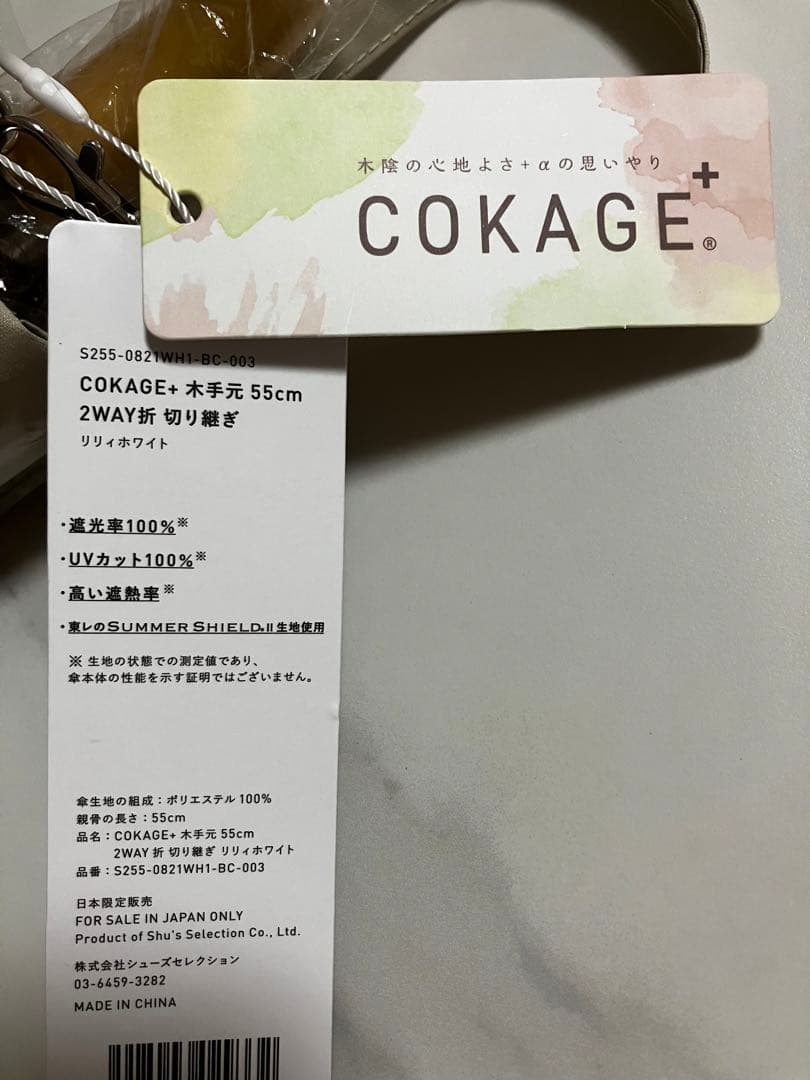 木陰の心地よさ+αの思いやり
COKAGE+®
S255-0821WH1-BC-003
COKAGE+ 木手元 55cm
2WAY折 切り継ぎ
リリィホワイト
・遮光率100%※
・UVカット100%※
・高い遮熱率※
・東レのSUMMER SHIELD®II生地使用
※ 生地の状態での測定値であり、
傘本体の性能を示す証明ではございません。
傘生地の組成：ポリエステル 100%
親骨の長さ：55cm
品名：COKAGE+ 木手元 55cm
2WAY 折 切り継ぎ リリィホワイト
品番：S255-0821WH1-BC-003
日本限定販売
FOR SALE IN JAPAN ONLY
Product of Shu's Selection Co., Ltd.
株式会社シューズセレクション
03-6459-3282
MADE IN CHINA